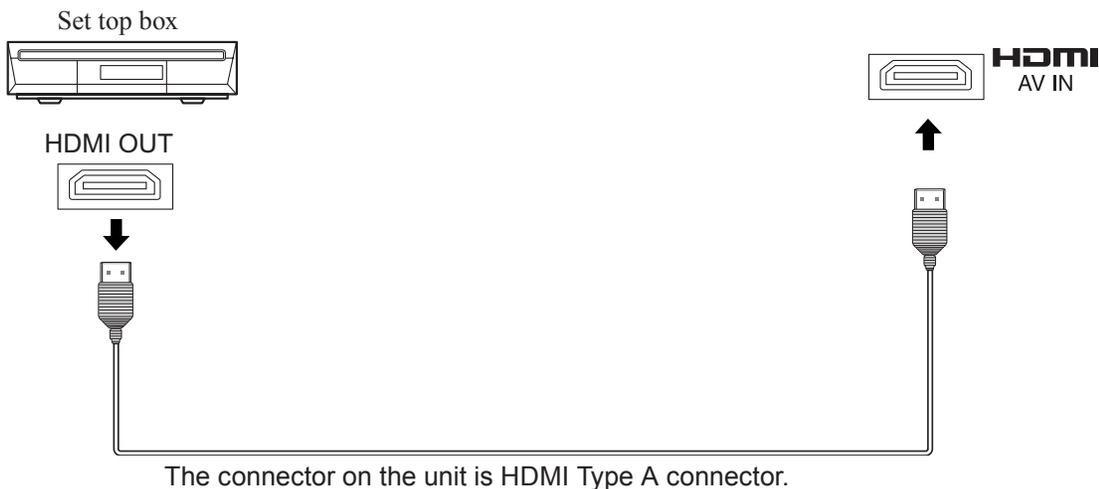 Set top box
HDMI
AV IN
HDMI OUT
The connector on the unit is HDMI Type A connector.